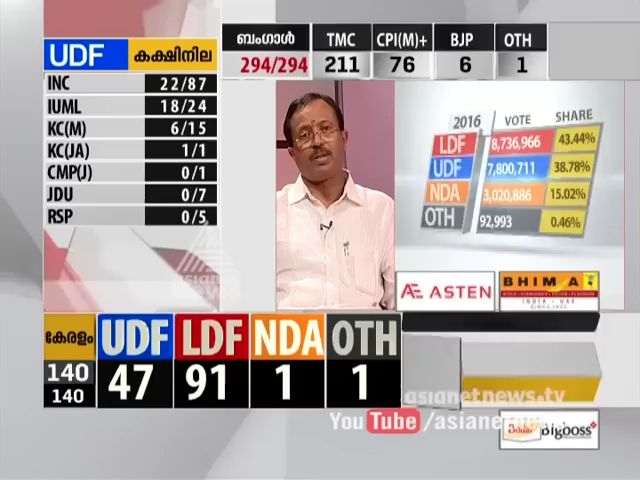 UDF കക്ഷിനില
INC 22/87
IUML 18/24
KC(M) 6/15
KC(JA) 1/1
CMP(J) 0/1
JDU 0/7
RSP 0/5
ബംഗാൾ TMC CPI(M)+ BJP OTH
294/294 211 76 6 1
2016 VOTE SHARE
LDF 8,736,966 43.44%
UDF 7,800,711 38.78%
NDA 3,020,886 15.02%
OTH 92,993 0.46%
ASTEN
BHIMA
INDIA - UAE
കേരളം UDF LDF NDA OTH
140 47 91 1 1
140
asianetnews.tv
YouTube /asianetnews
Bigboss